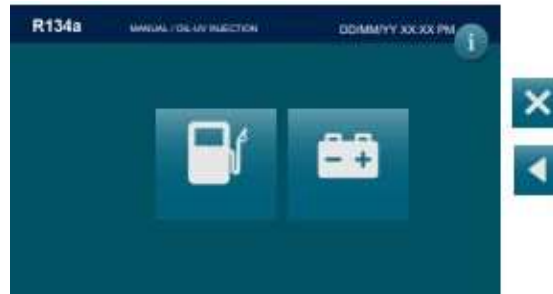 R134a
MANUAL / OIL-UV INJECTION
DD/MM/YY XX:XX PM
i